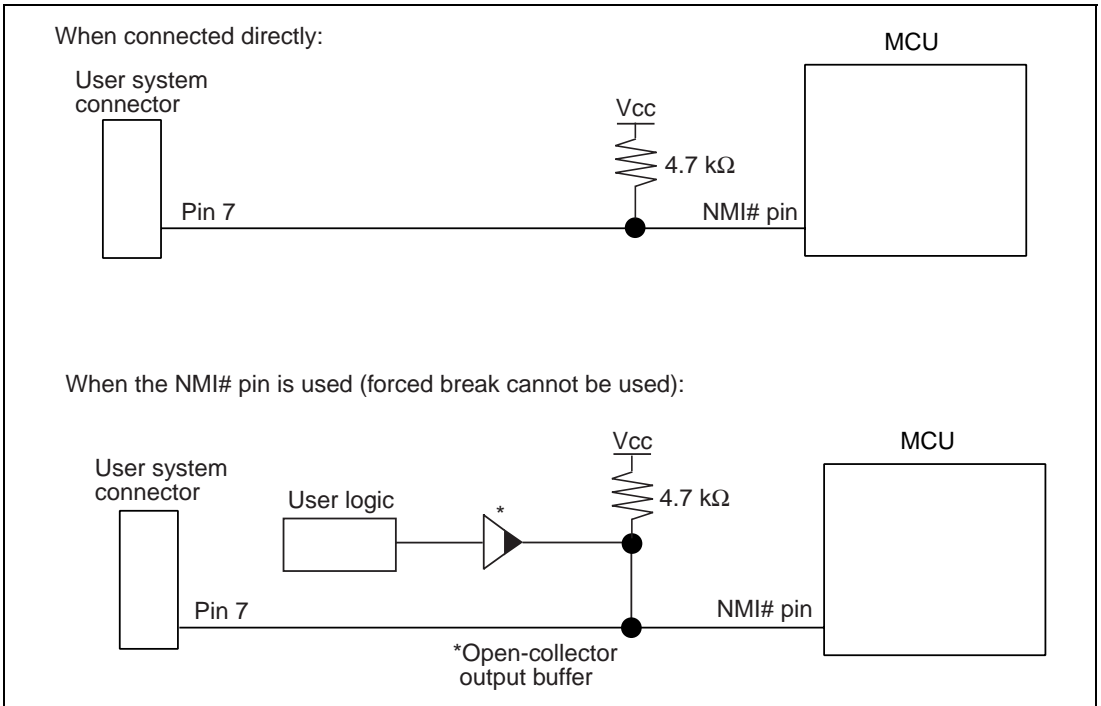 When connected directly:
MCU
User system
connector
Vcc
4.7 kΩ
Pin 7
NMI# pin
When the NMI# pin is used (forced break cannot be used):
Vcc
MCU
User system
connector
User logic
*
4.7 kΩ
Pin 7
NMI# pin
*Open-collector
output buffer